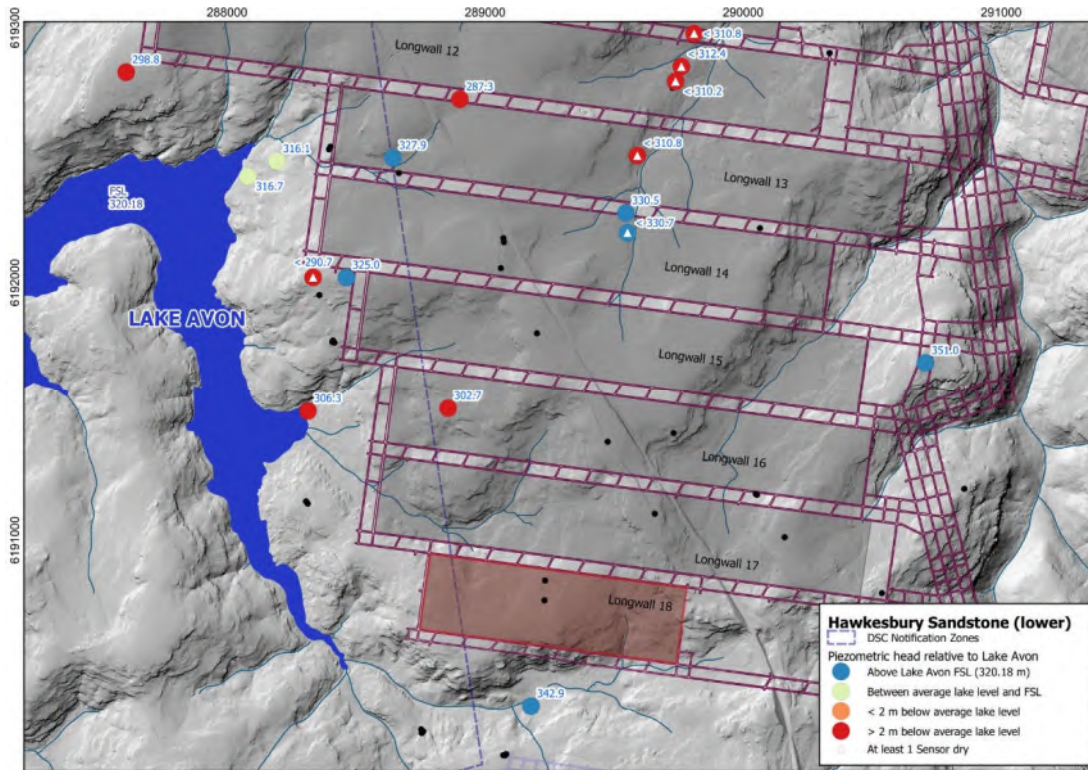 288000
289000
290000
291000
6193000
6192000
6191000
Longwall 12
< 310.8
< 312.4
< 310.2
298.8
287.3
316.1
327.9
< 310.8
316.7
Longwall 13
FSL
320.18
330.5
< 330.7
< 290.7
325.0
Longwall 14
LAKE AVON
Longwall 15
351.0
306.3
302.7
Longwall 16
Longwall 17
Longwall 18
342.9
Hawkesbury Sandstone (lower)
DSC Notification Zones
Piezometric head relative to Lake Avon
Above Lake Avon FSL (320.18 m)
Between average lake level and FSL
< 2 m below average lake level
> 2 m below average lake level
At least 1 Sensor dry